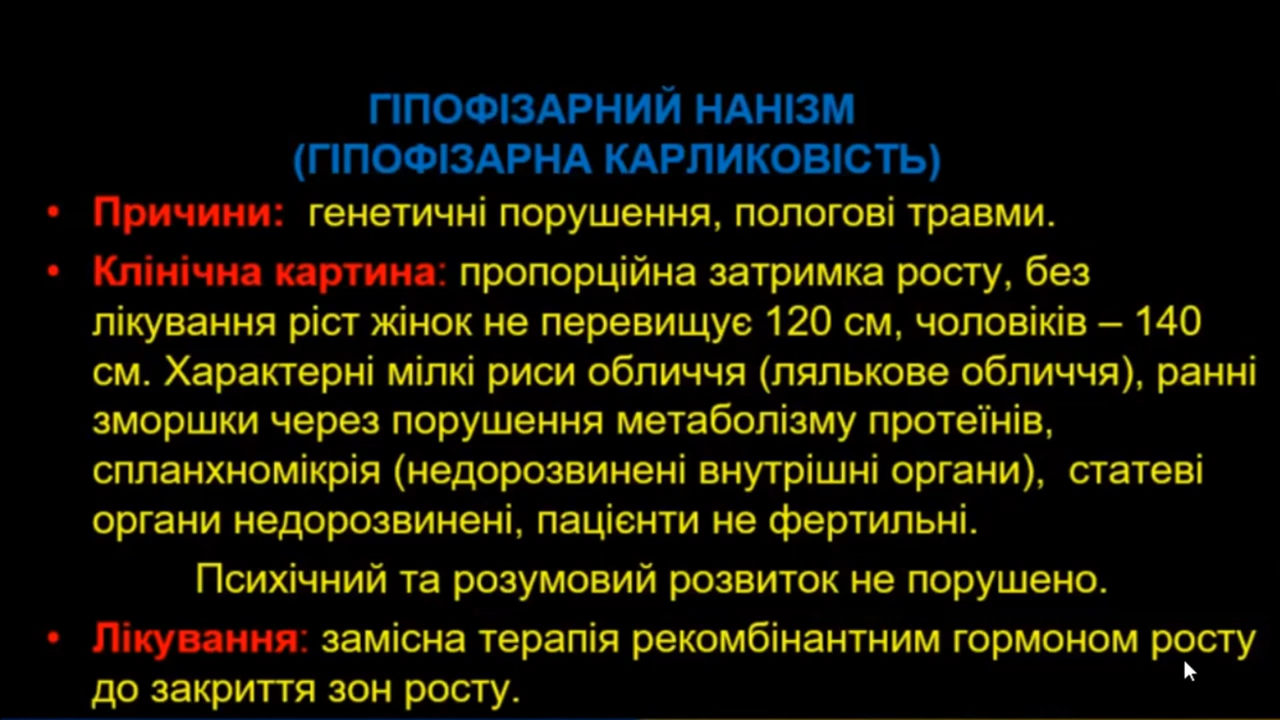 ГІПОФІЗАРНИЙ НАНІЗМ
(ГІПОФІЗАРНА КАРЛИКОВІСТЬ)
• Причини: генетичні порушення, пологові травми.
• Клінічна картина: пропорційна затримка росту, без
лікування ріст жінок не перевищує 120 см, чоловіків – 140
см. Характерні мілкі риси обличчя (лялькове обличчя), ранні
зморшки через порушення метаболізму протеїнів,
спланхномікрія (недорозвинені внутрішні органи), статеві
органи недорозвинені, пацієнти не фертильні.
Психічний та розумовий розвиток не порушено.
• Лікування: замісна терапія рекомбінантним гормоном росту
до закриття зон росту.